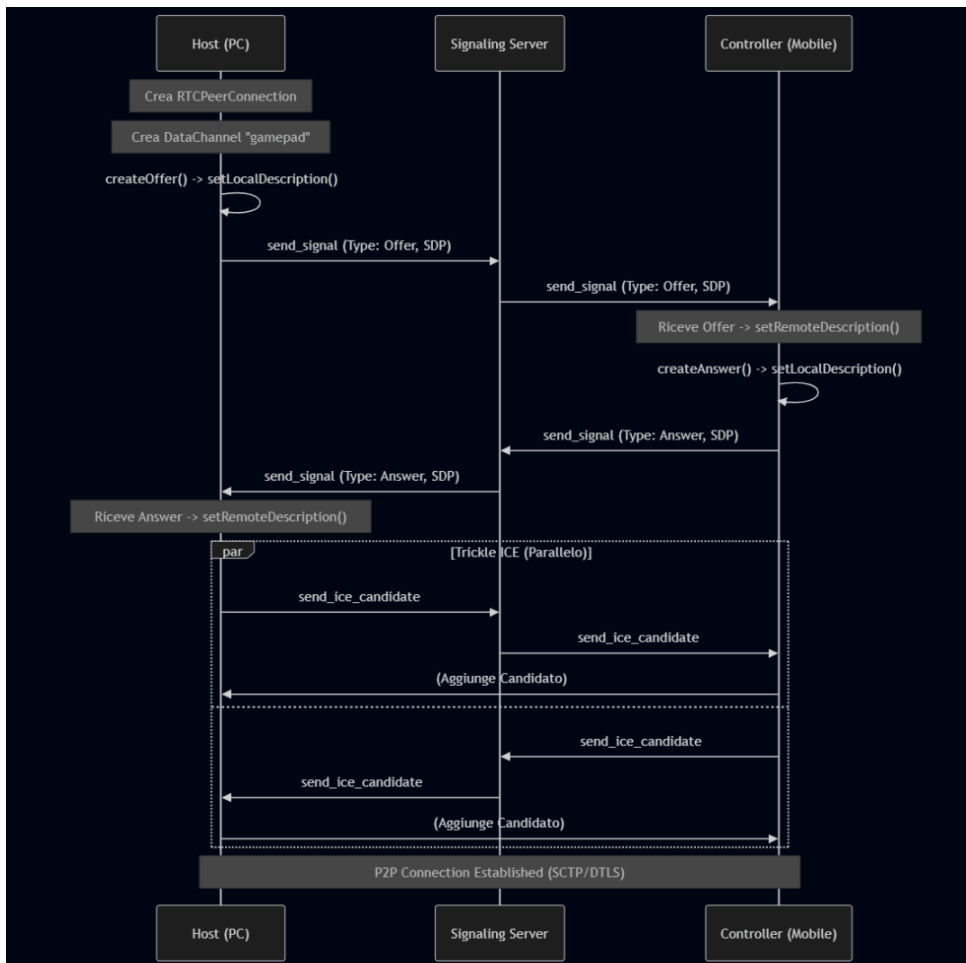 Host (PC)
Signaling Server
Controller (Mobile)
Crea RTCPeerConnection
Crea DataChannel "gamepad"
createOffer() -> setLocalDescription()
send_signal (Type: Offer, SDP)
send_signal (Type: Offer, SDP)
Riceve Offer -> setRemoteDescription()
createAnswer() -> setLocalDescription()
send_signal (Type: Answer, SDP)
send_signal (Type: Answer, SDP)
Riceve Answer -> setRemoteDescription()
par
[Trickle ICE (Parallelo)]
send_ice_candidate
send_ice_candidate
(Aggiunge Candidato)
send_ice_candidate
send_ice_candidate
(Aggiunge Candidato)
P2P Connection Established (SCTP/DTLS)
Host (PC)
Signaling Server
Controller (Mobile)